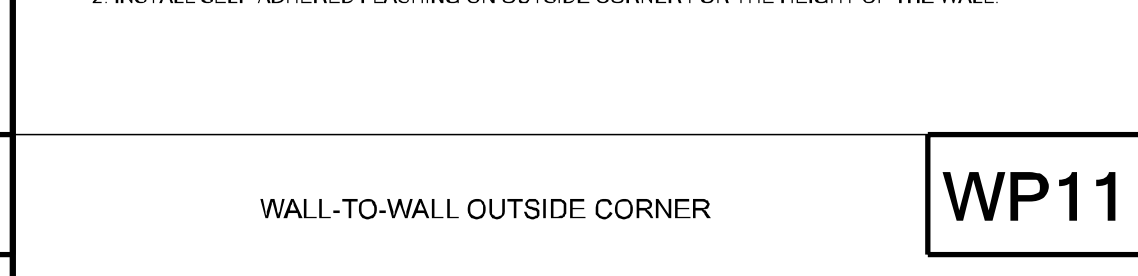 2. INSTALL SELF-ADHERED FLASHING ON OUTSIDE CORNER FOR THE HEIGHT OF THE WALL.
WALL-TO-WALL OUTSIDE CORNER
WP11